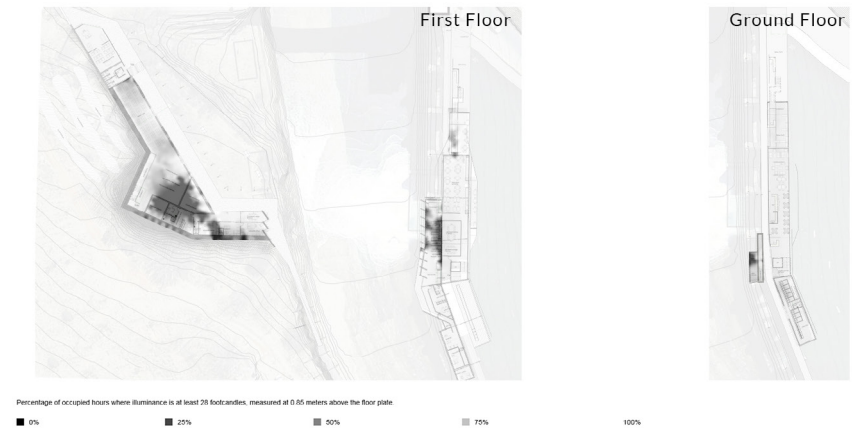 First Floor
Ground Floor
Percentage of occupied hours where illuminance is at least 28 footcandles, measured at 0.85 meters above the floor plate.
0% 25% 50% 75% 100%